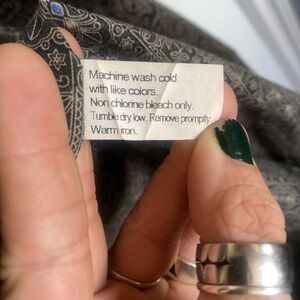 Machine wash cold
with like colors.
Non chlorine bleach only.
Tumble dry low. Remove promptly.
Warm iron.